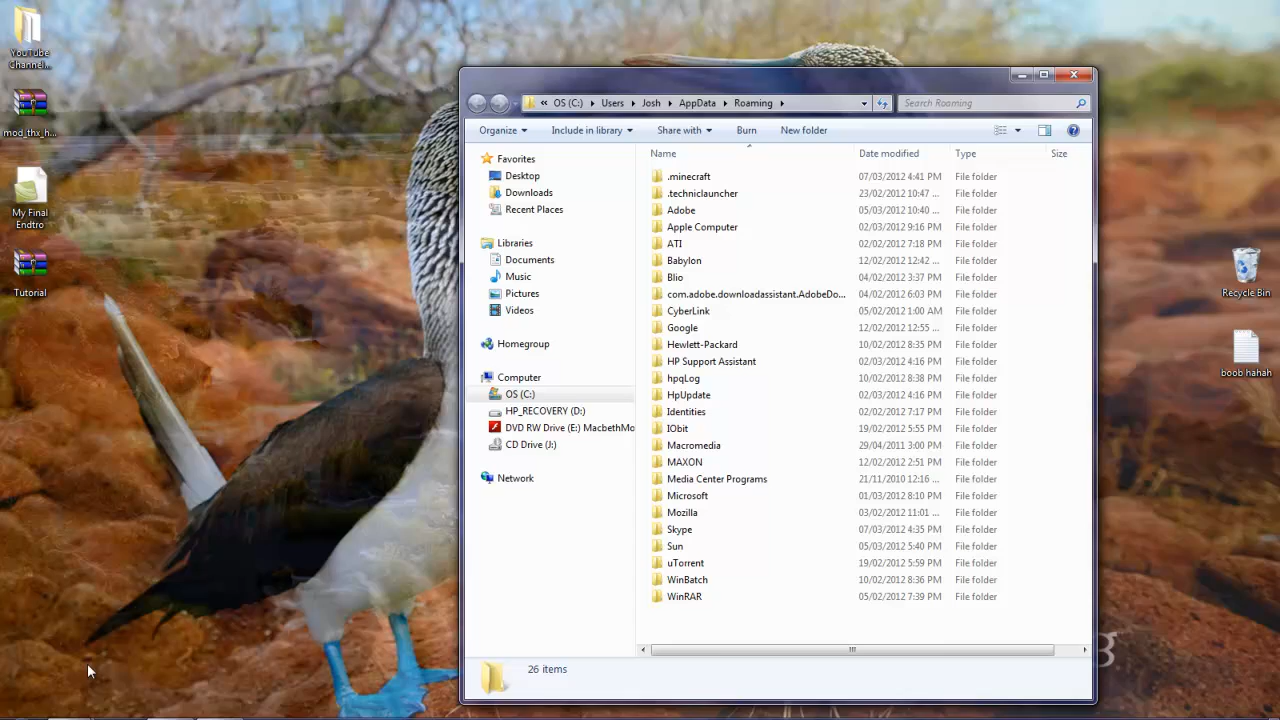 YouTube
Channel...
mod_thx_h...
My Final
Endtro
Tutorial
Recycle Bin
boob hahah
« OS (C:) ▸ Users ▸ Josh ▸ AppData ▸ Roaming ▸
Search Roaming
Organize Include in library Share with Burn New folder
Favorites
Desktop
Downloads
Recent Places
Libraries
Documents
Music
Pictures
Videos
Homegroup
Computer
OS (C:)
HP_RECOVERY (D:)
DVD RW Drive (E:) MacbethMo
CD Drive (J:)
Network
Name Date modified Type Size
.minecraft 07/03/2012 4:41 PM File folder
.techniclauncher 23/02/2012 10:47 ... File folder
Adobe 05/03/2012 10:40 ... File folder
Apple Computer 02/03/2012 9:16 PM File folder
ATI 02/02/2012 7:18 PM File folder
Babylon 12/02/2012 12:42 ... File folder
Blio 04/02/2012 3:37 PM File folder
com.adobe.downloadassistant.AdobeDo... 04/02/2012 6:03 PM File folder
CyberLink 05/02/2012 1:00 AM File folder
Google 12/02/2012 12:55 ... File folder
Hewlett-Packard 10/02/2012 8:35 PM File folder
HP Support Assistant 02/03/2012 4:16 PM File folder
hpqLog 10/02/2012 8:38 PM File folder
HpUpdate 02/03/2012 4:16 PM File folder
Identities 02/02/2012 7:17 PM File folder
IObit 19/02/2012 5:55 PM File folder
Macromedia 29/04/2011 3:00 PM File folder
MAXON 12/02/2012 2:51 PM File folder
Media Center Programs 21/11/2010 12:16 ... File folder
Microsoft 01/03/2012 8:10 PM File folder
Mozilla 03/02/2012 11:01 ... File folder
Skype 07/03/2012 4:35 PM File folder
Sun 05/03/2012 5:40 PM File folder
uTorrent 19/02/2012 5:59 PM File folder
WinBatch 10/02/2012 8:36 PM File folder
WinRAR 05/02/2012 7:39 PM File folder
26 items